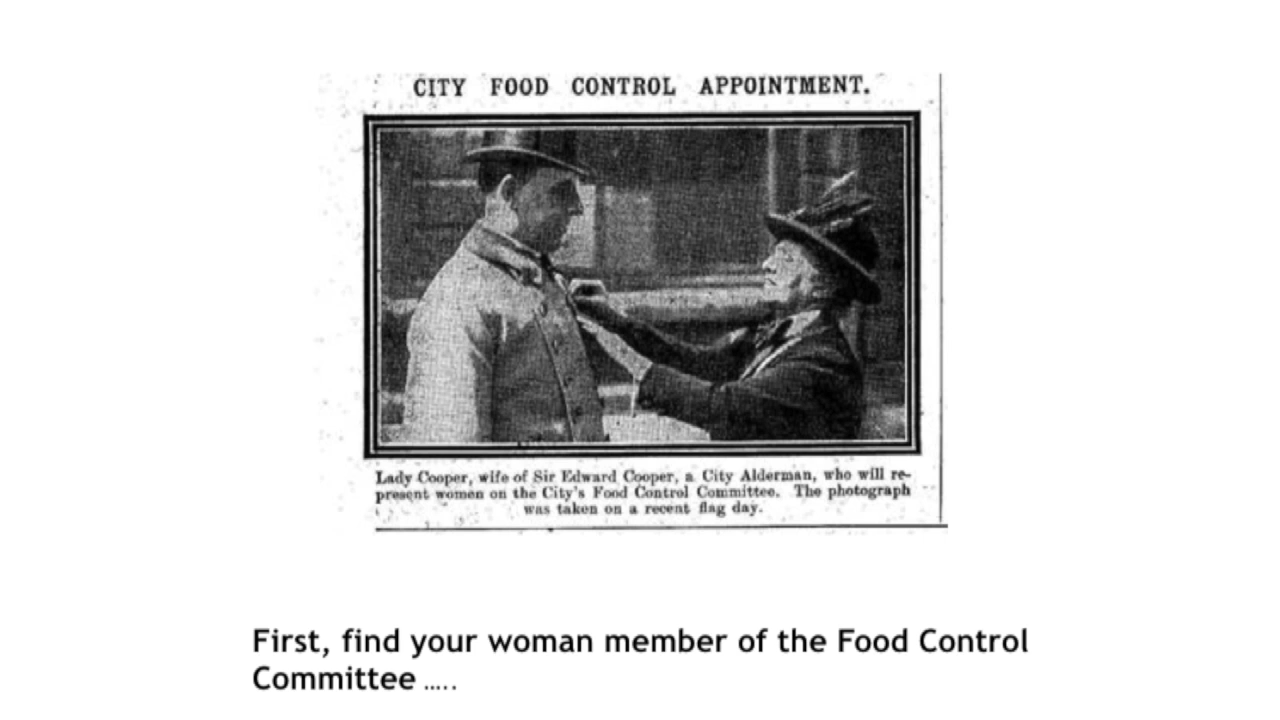 CITY FOOD CONTROL APPOINTMENT.
Lady Cooper, wife of Sir Edward Cooper, a City Alderman, who will re-
present women on the City's Food Control Committee. The photograph
was taken on a recent flag day.
First, find your woman member of the Food Control
Committee .....